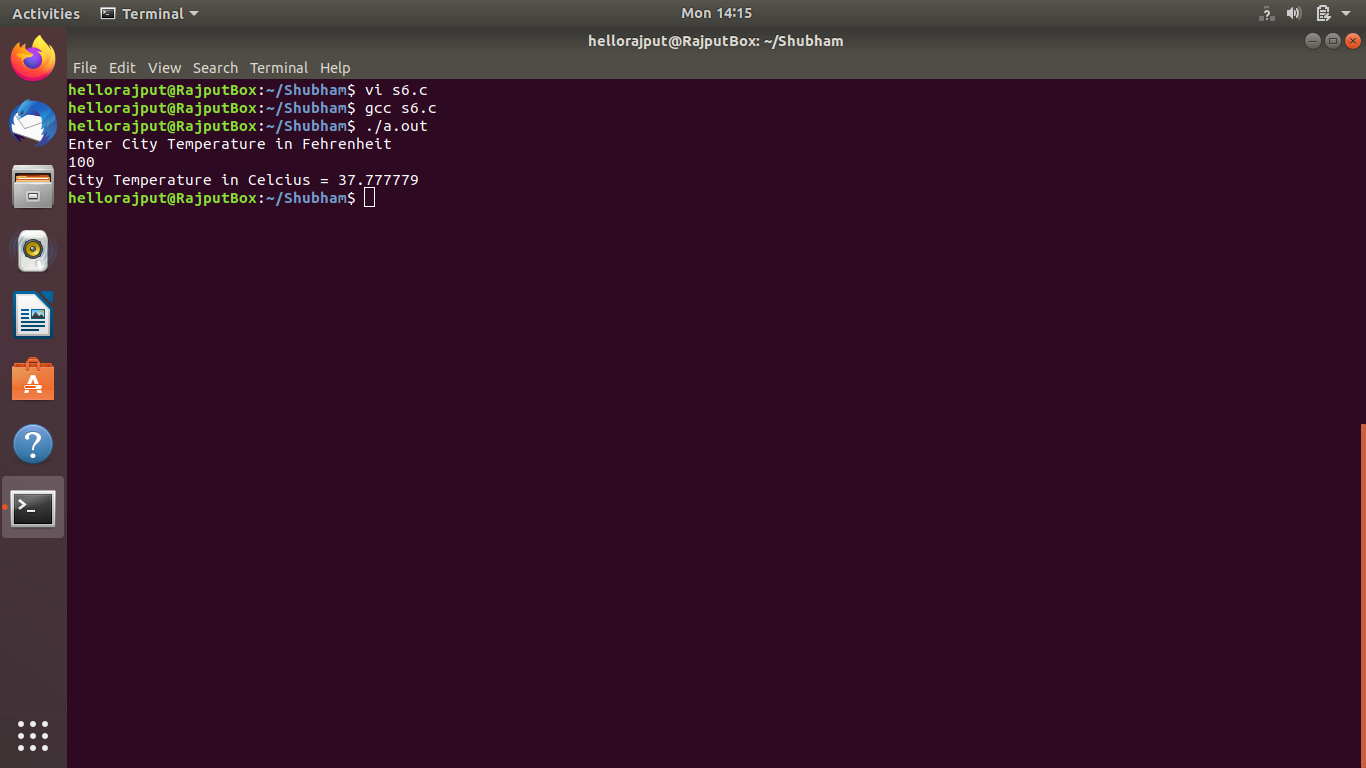 Activities Terminal Mon 14:15
hellorajput@RajputBox: ~/Shubham
File Edit View Search Terminal Help
hellorajput@RajputBox:~/Shubham$ vi s6.c
hellorajput@RajputBox:~/Shubham$ gcc s6.c
hellorajput@RajputBox:~/Shubham$ ./a.out
Enter City Temperature in Fehrenheit
100
City Temperature in Celcius = 37.777779
hellorajput@RajputBox:~/Shubham$